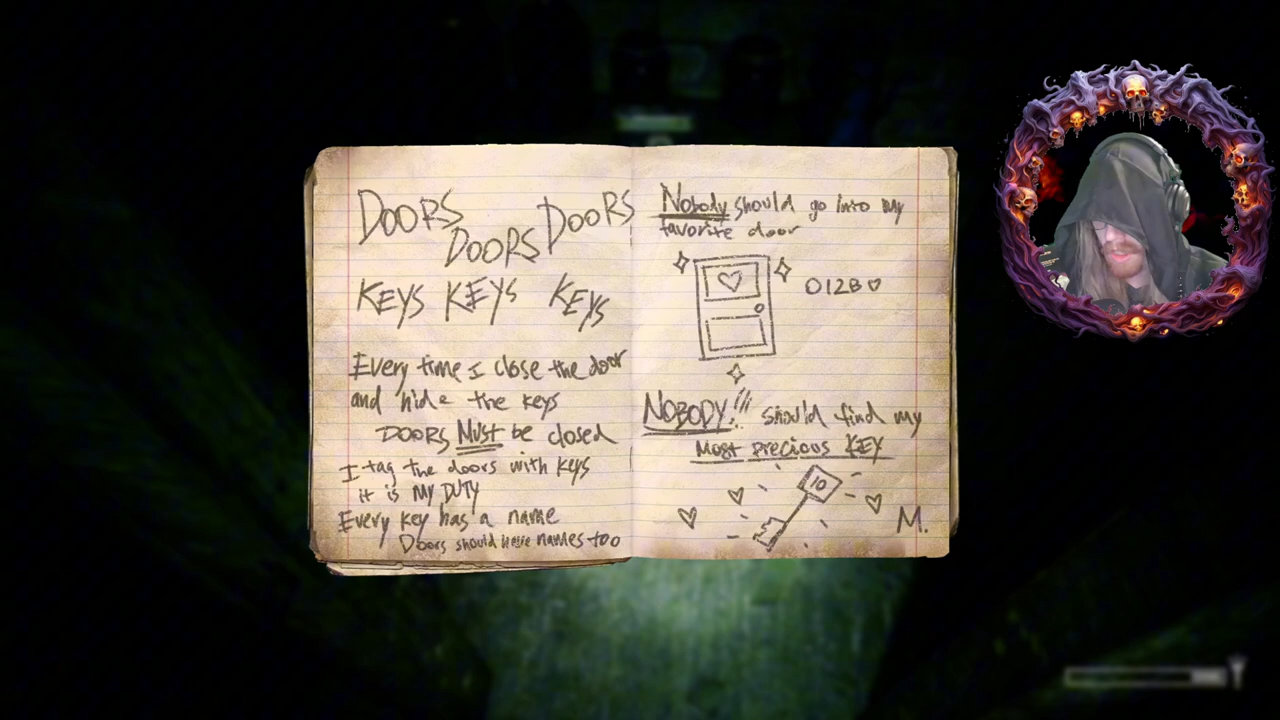 DOORS DOORS DOORS
KEYS KEYS KEYS
Every time I close the door
and hide the keys
DOORS MUST be closed
I tag the doors with keys
it is MY DUTY
Every key has a name
Doors should have names too
Nobody should go into my
favorite door
012B
NOBODY!!! should find my
MOST PRECIOUS KEY
10
M.